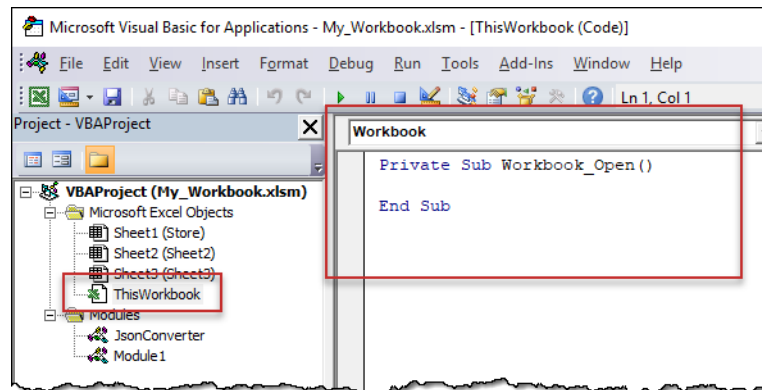 Microsoft Visual Basic for Applications - My_Workbook.xlsm - [ThisWorkbook (Code)]
File Edit View Insert Format Debug Run Tools Add-Ins Window Help
Ln 1, Col 1
Project - VBAProject
Workbook
VBAProject (My_Workbook.xlsm)
Microsoft Excel Objects
Sheet1 (Store)
Sheet2 (Sheet2)
Sheet3 (Sheet3)
ThisWorkbook
Modules
JsonConverter
Module1
Private Sub Workbook_Open()
End Sub